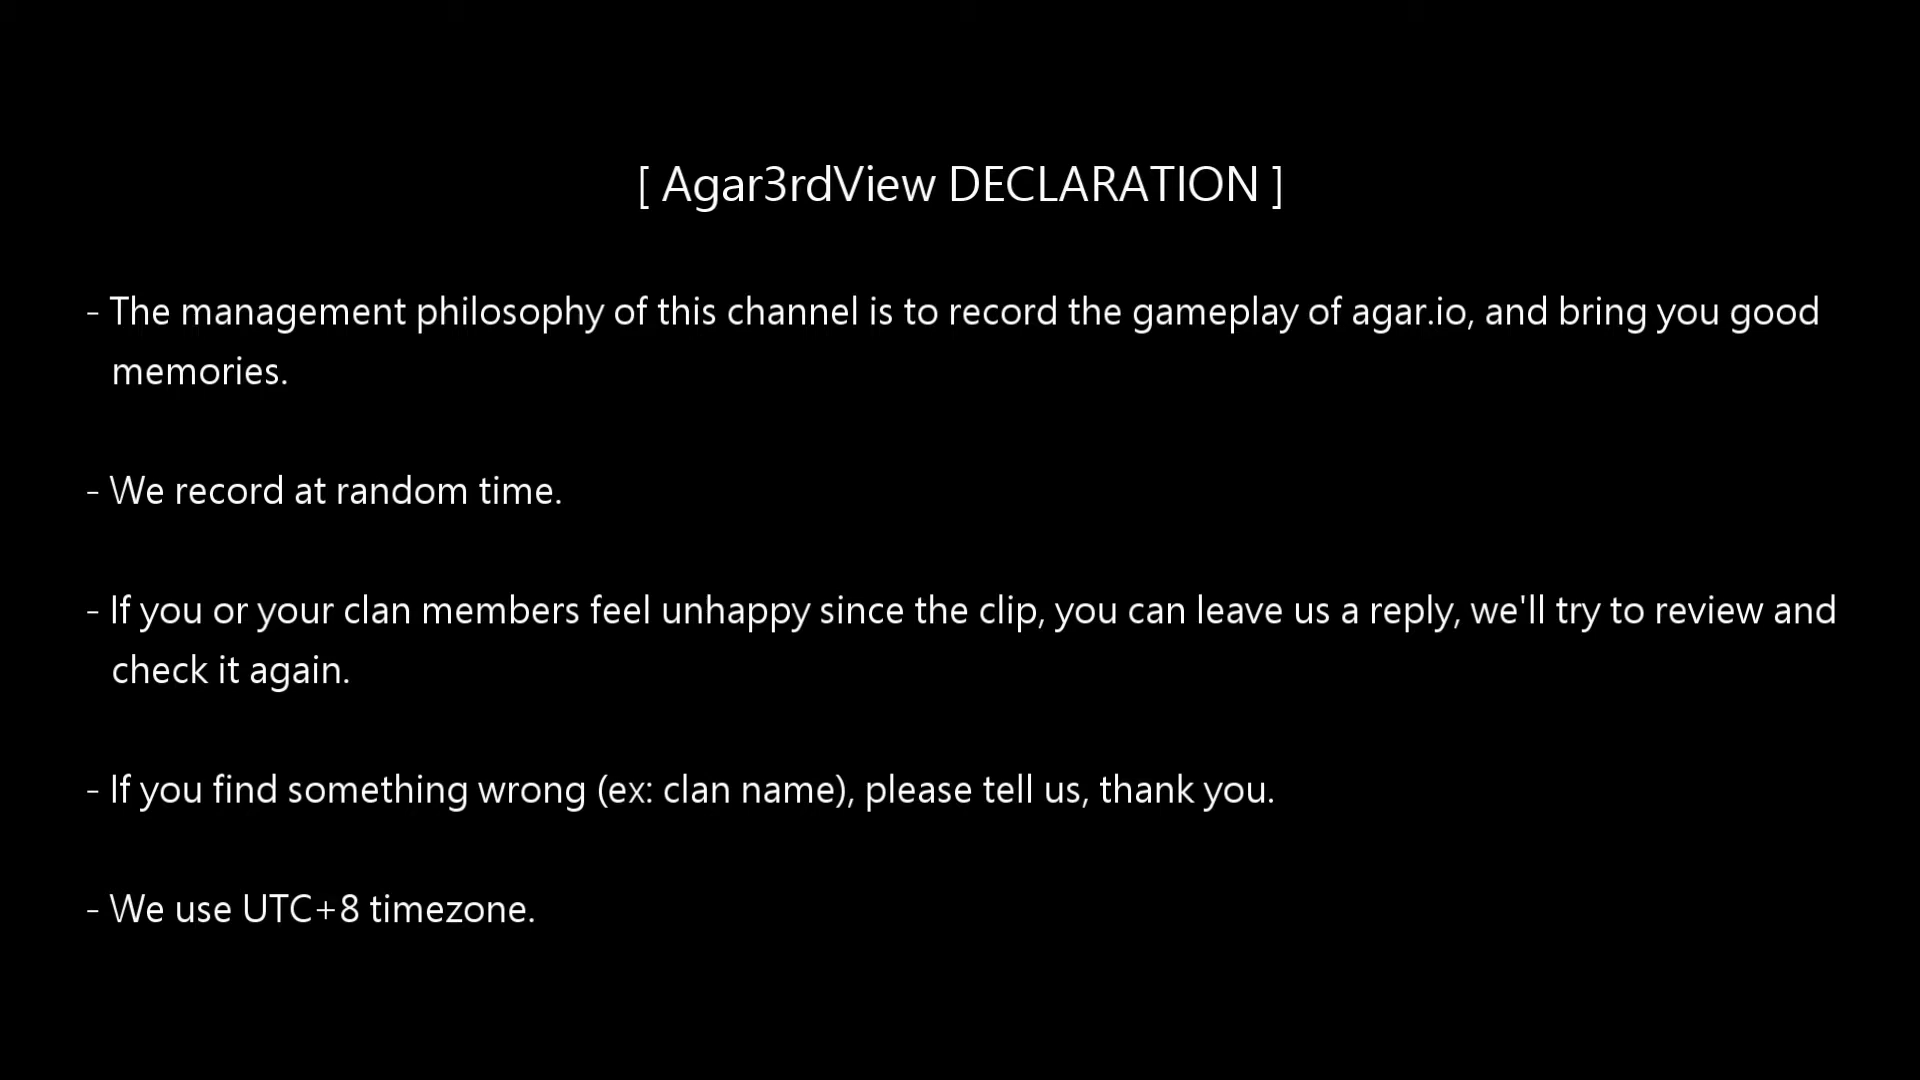 [ Agar3rdView DECLARATION ]
- The management philosophy of this channel is to record the gameplay of agar.io, and bring you good
memories.
- We record at random time.
- If you or your clan members feel unhappy since the clip, you can leave us a reply, we'll try to review and
check it again.
- If you find something wrong (ex: clan name), please tell us, thank you.
- We use UTC+8 timezone.